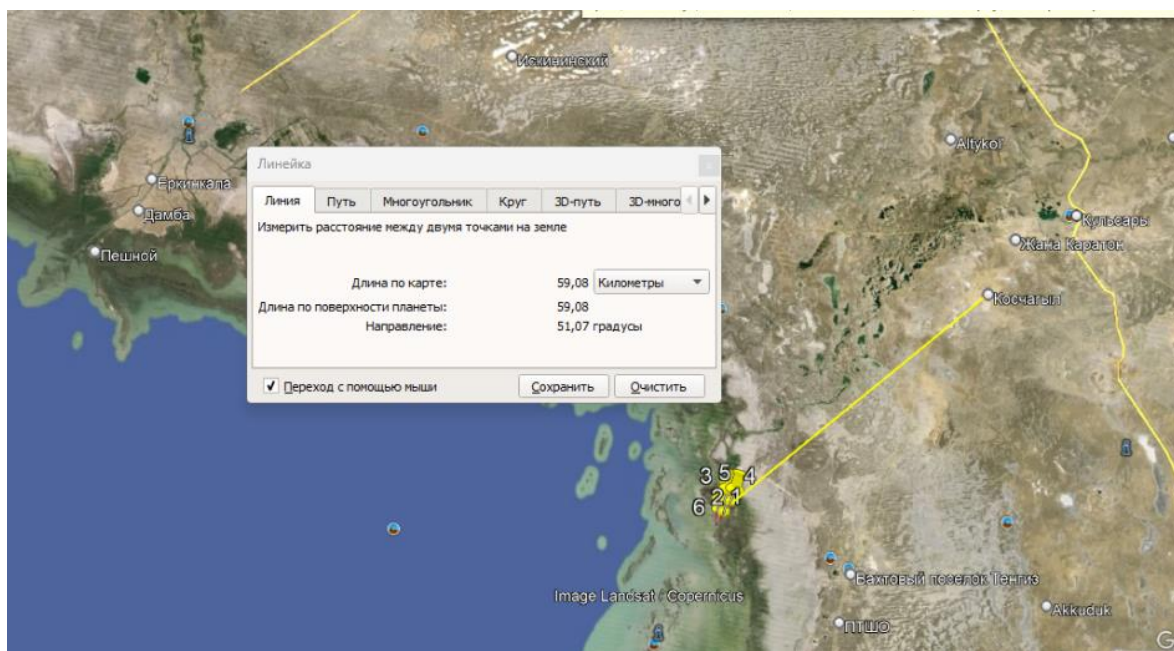 Искининский
Altykol
Линейка
Еркинкала
Линия Путь Многоугольник Круг 3D-путь 3D-много
Дамба
Кульсары
Измерить расстояние между двумя точками на земле
Жана Каратон
Пешной
Длина по карте: 59,08 Километры
Косчагыл
Длина по поверхности планеты: 59,08
Направление: 51,07 градусы
Переход с помощью мыши Сохранить Очистить
3 5 4
2 1
6
Бахтовый поселок Тенгиз
Image Landsat / Copernicus
Akkuduk
ПТШО
G